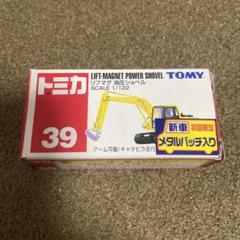 トミカ
LIFT-MAGNET POWER SHOVEL
TOMY
リフマグ 油圧ショベル
SCALE 1/122
39
新車
初回限定
メタルバッチ入り
アーム可動/キャタピラ走行